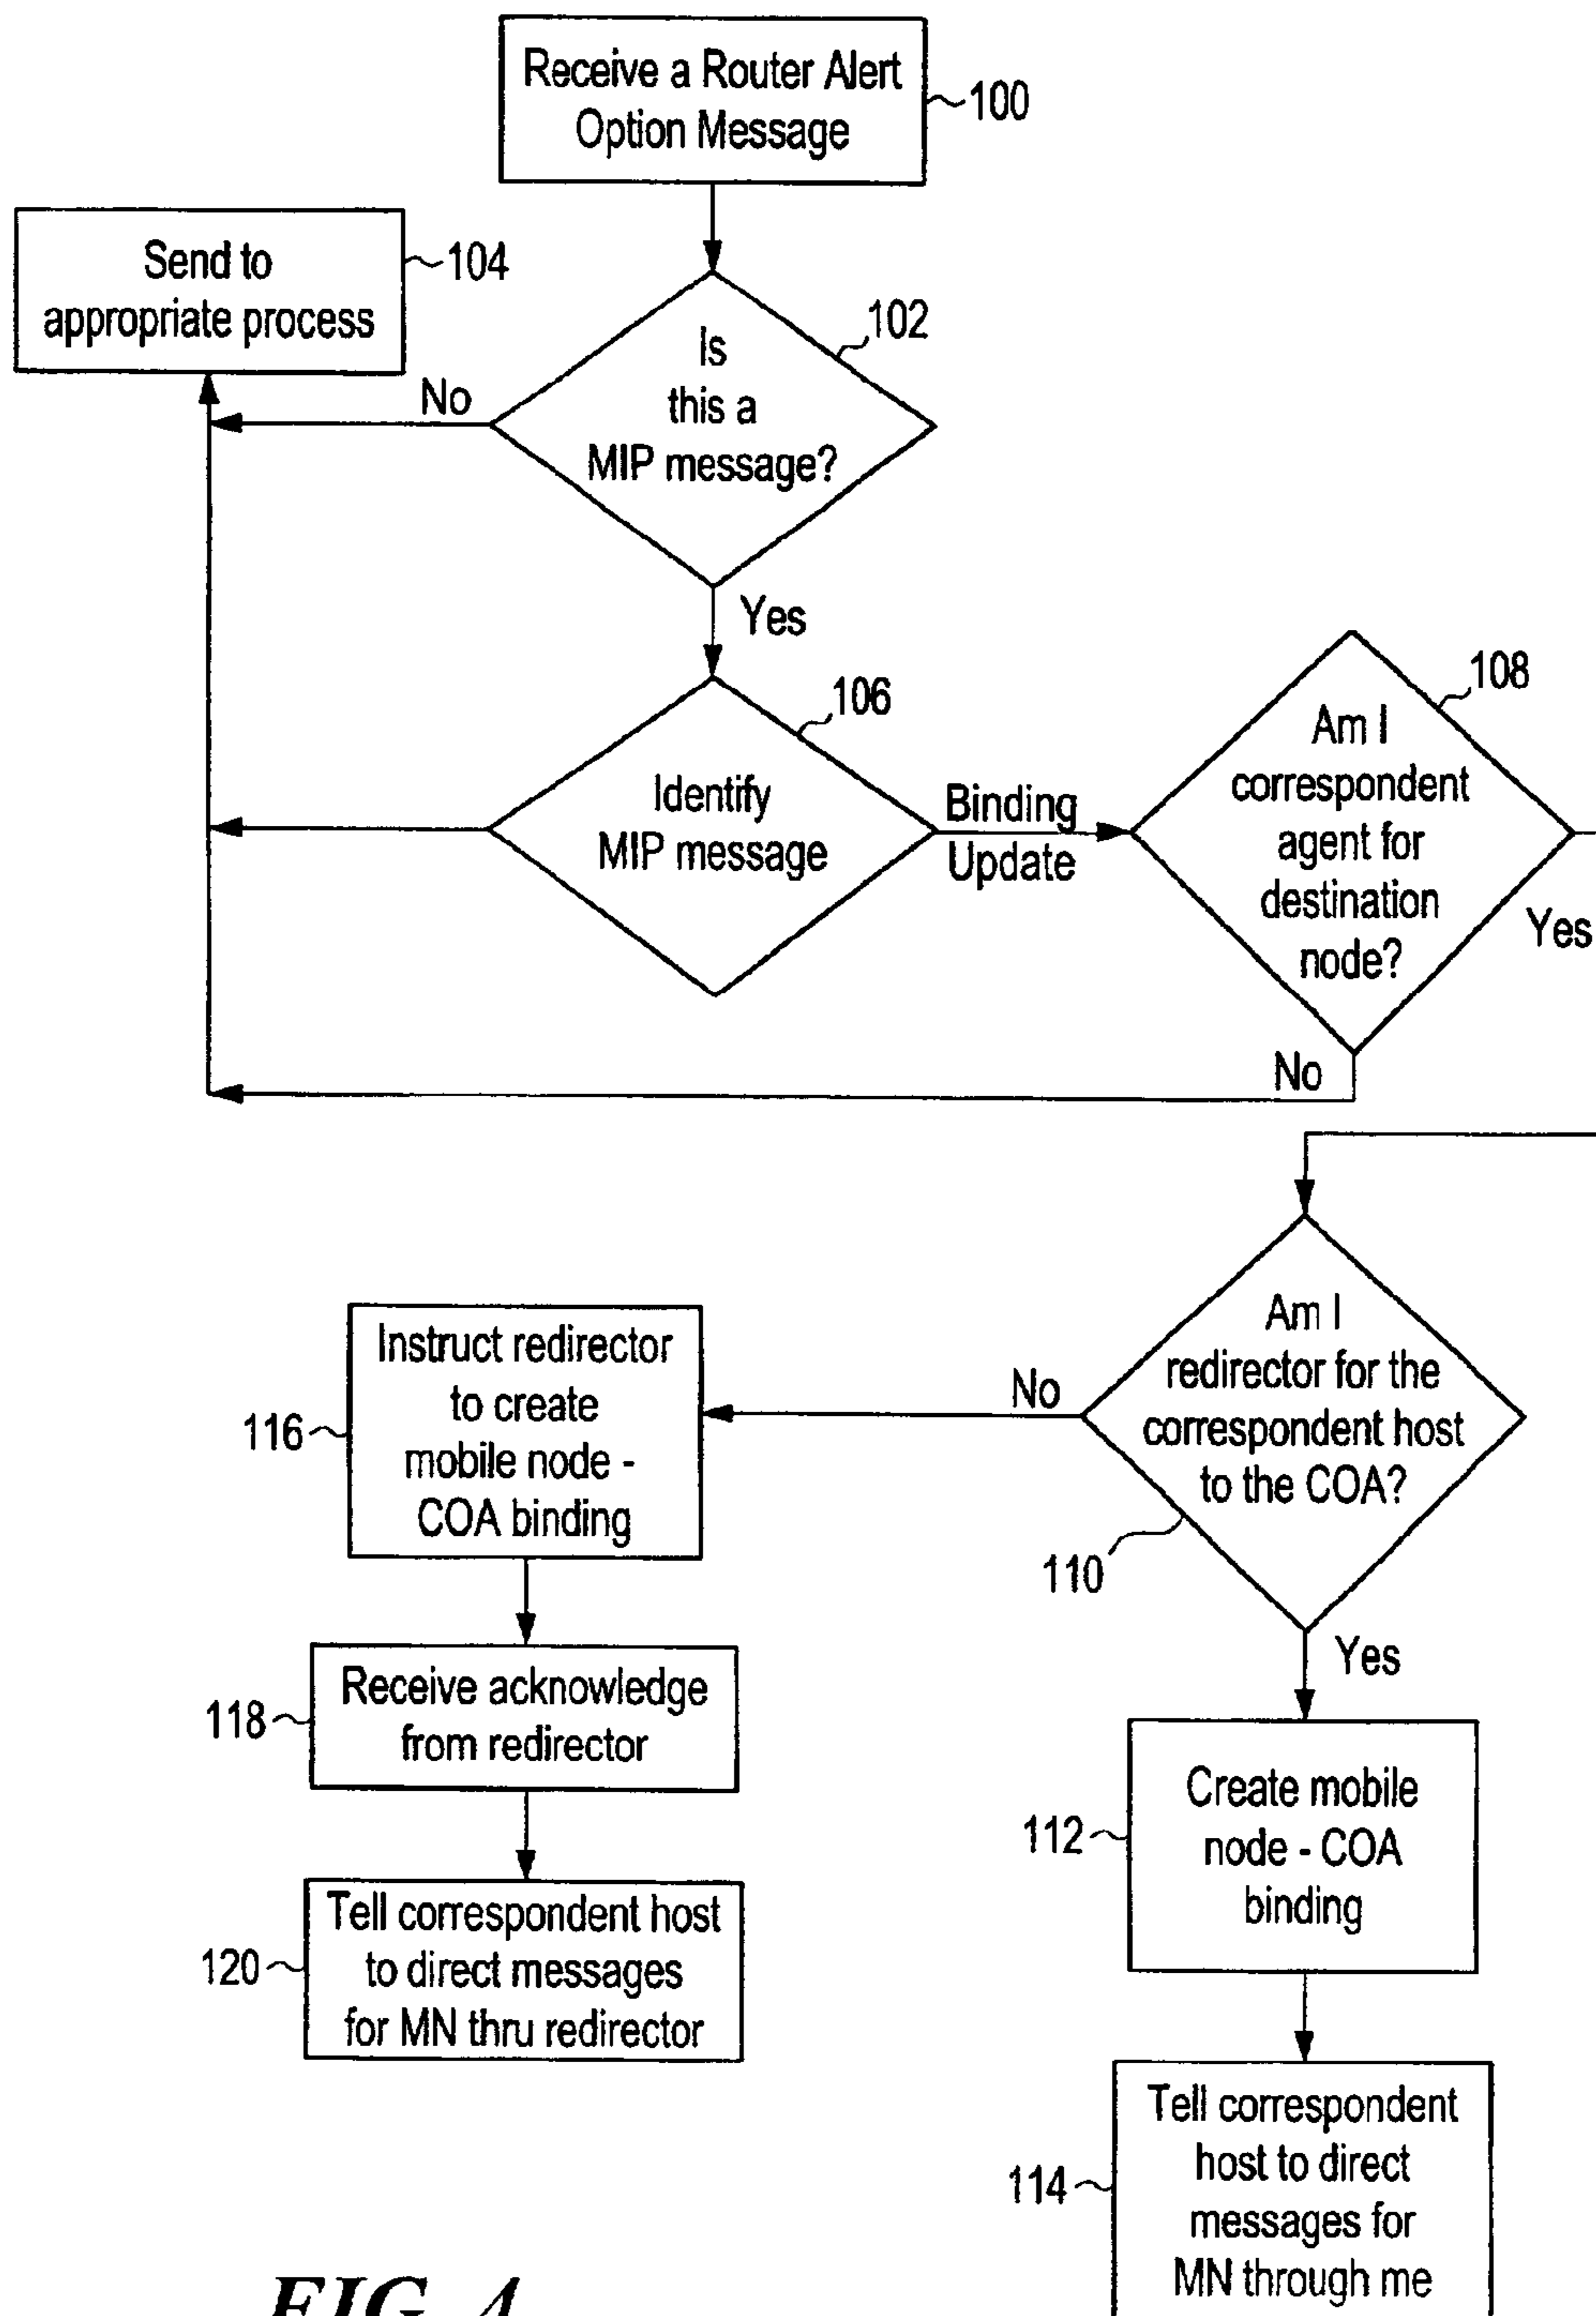 Receive a Router Alert
Option Message
100
Send to
appropriate process
104
Is
this a
MIP message?
102
No
Yes
Identify
MIP message
106
Binding
Update
Am I
correspondent
agent for
destination
node?
108
Yes
No
Am I
redirector for the
correspondent host
to the COA?
110
No
Yes
Instruct redirector
to create
mobile node -
COA binding
116
Receive acknowledge
from redirector
118
Tell correspondent host
to direct messages
for MN thru redirector
120
Create mobile
node - COA
binding
112
Tell correspondent
host to direct
messages for
MN through me
114
FIG. 4